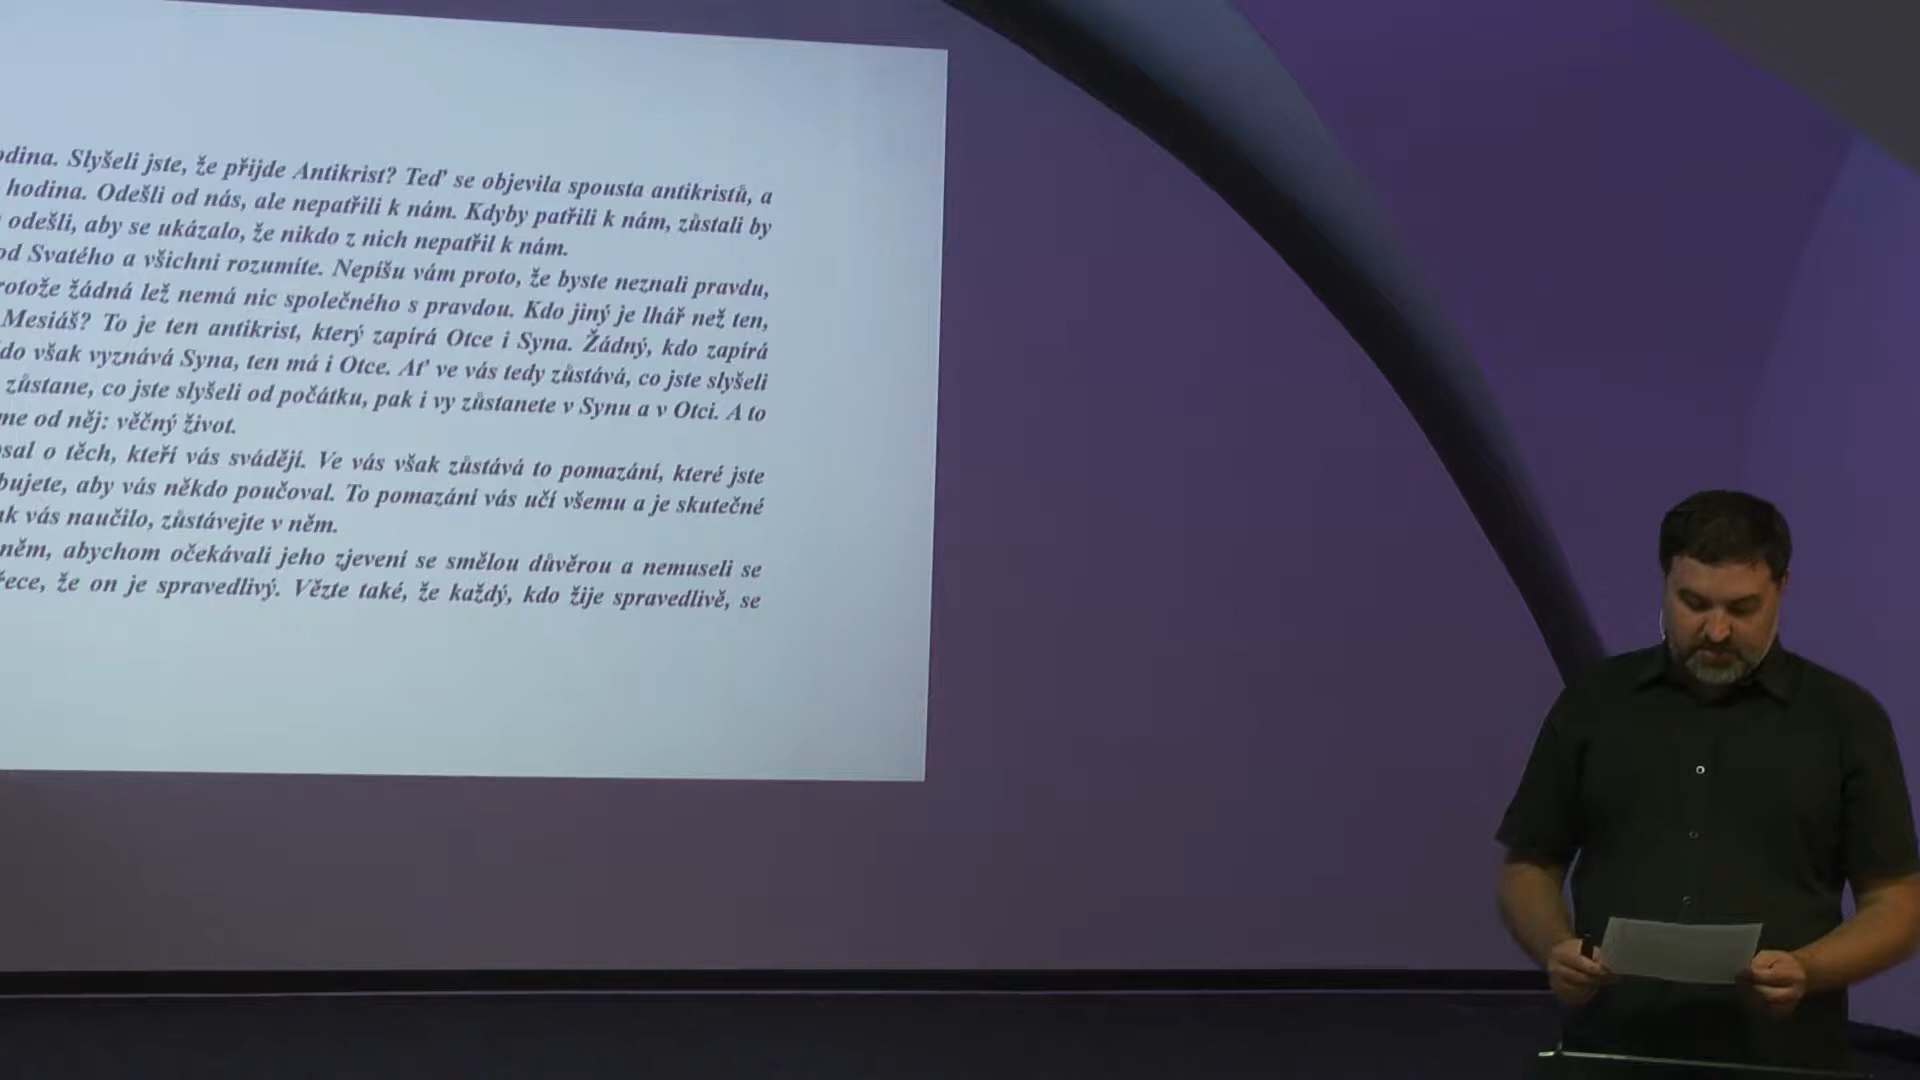 odina. Slyšeli jste, že přijde Antikrist? Teď se objevila spousta antikristů, a
hodina. Odešli od nás, ale nepatřili k nám. Kdyby patřili k nám, zůstali by
odešli, aby se ukázalo, že nikdo z nich nepatřil k nám.
od Svatého a všichni rozumíte. Nepíšu vám proto, že byste neznali pravdu,
rotože žádná lež nemá nic společného s pravdou. Kdo jiný je lhář než ten,
Mesiáš? To je ten antikrist, který zapírá Otce i Syna. Žádný, kdo zapírá
do však vyznává Syna, ten má i Otce. Ať ve vás tedy zůstává, co jste slyšeli
zůstane, co jste slyšeli od počátku, pak i vy zůstanete v Synu a v Otci. A to
me od něj: věčný život.
sal o těch, kteří vás svádějí. Ve vás však zůstává to pomazání, které jste
bujete, aby vás někdo poučoval. To pomazání vás učí všemu a je skutečné
ak vás naučilo, zůstávejte v něm.
něm, abychom očekávali jeho zjevení se smělou důvěrou a nemuseli se
řece, že on je spravedlivý. Vězte také, že každý, kdo žije spravedlivě, se